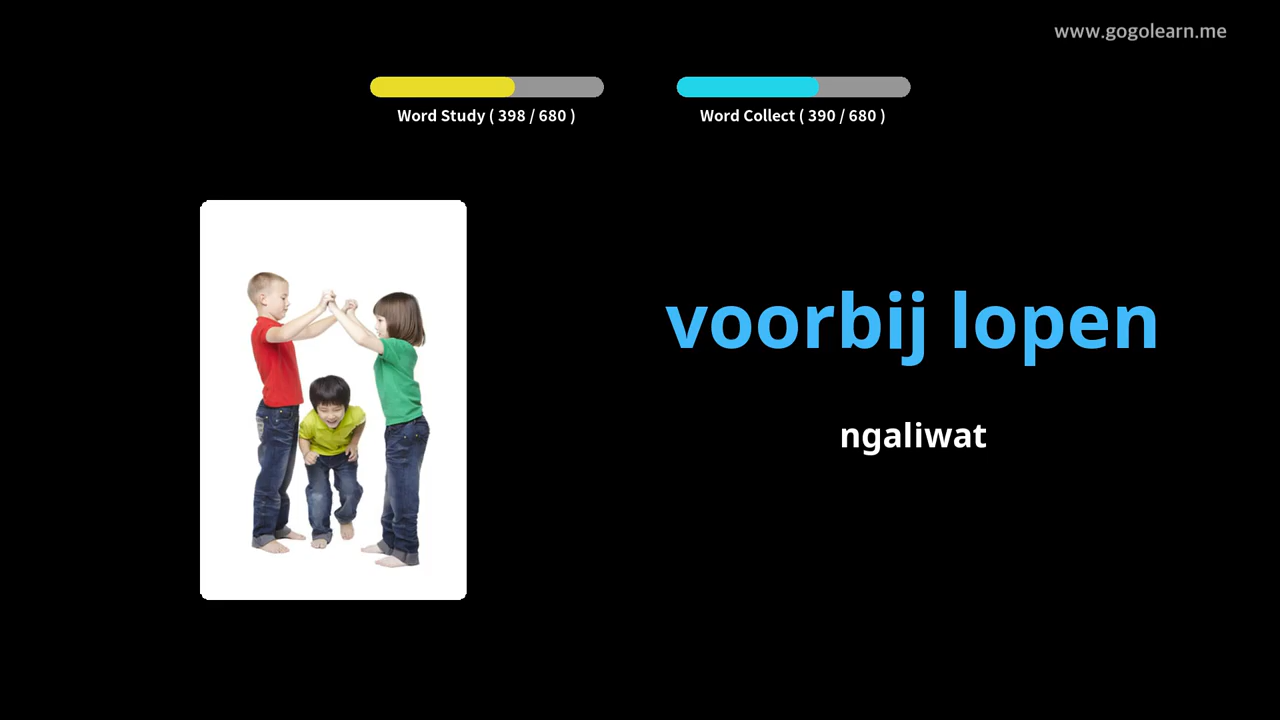 www.gogolearn.me
Word Study ( 398 / 680 )
Word Collect ( 390 / 680 )
voorbij lopen
ngaliwat